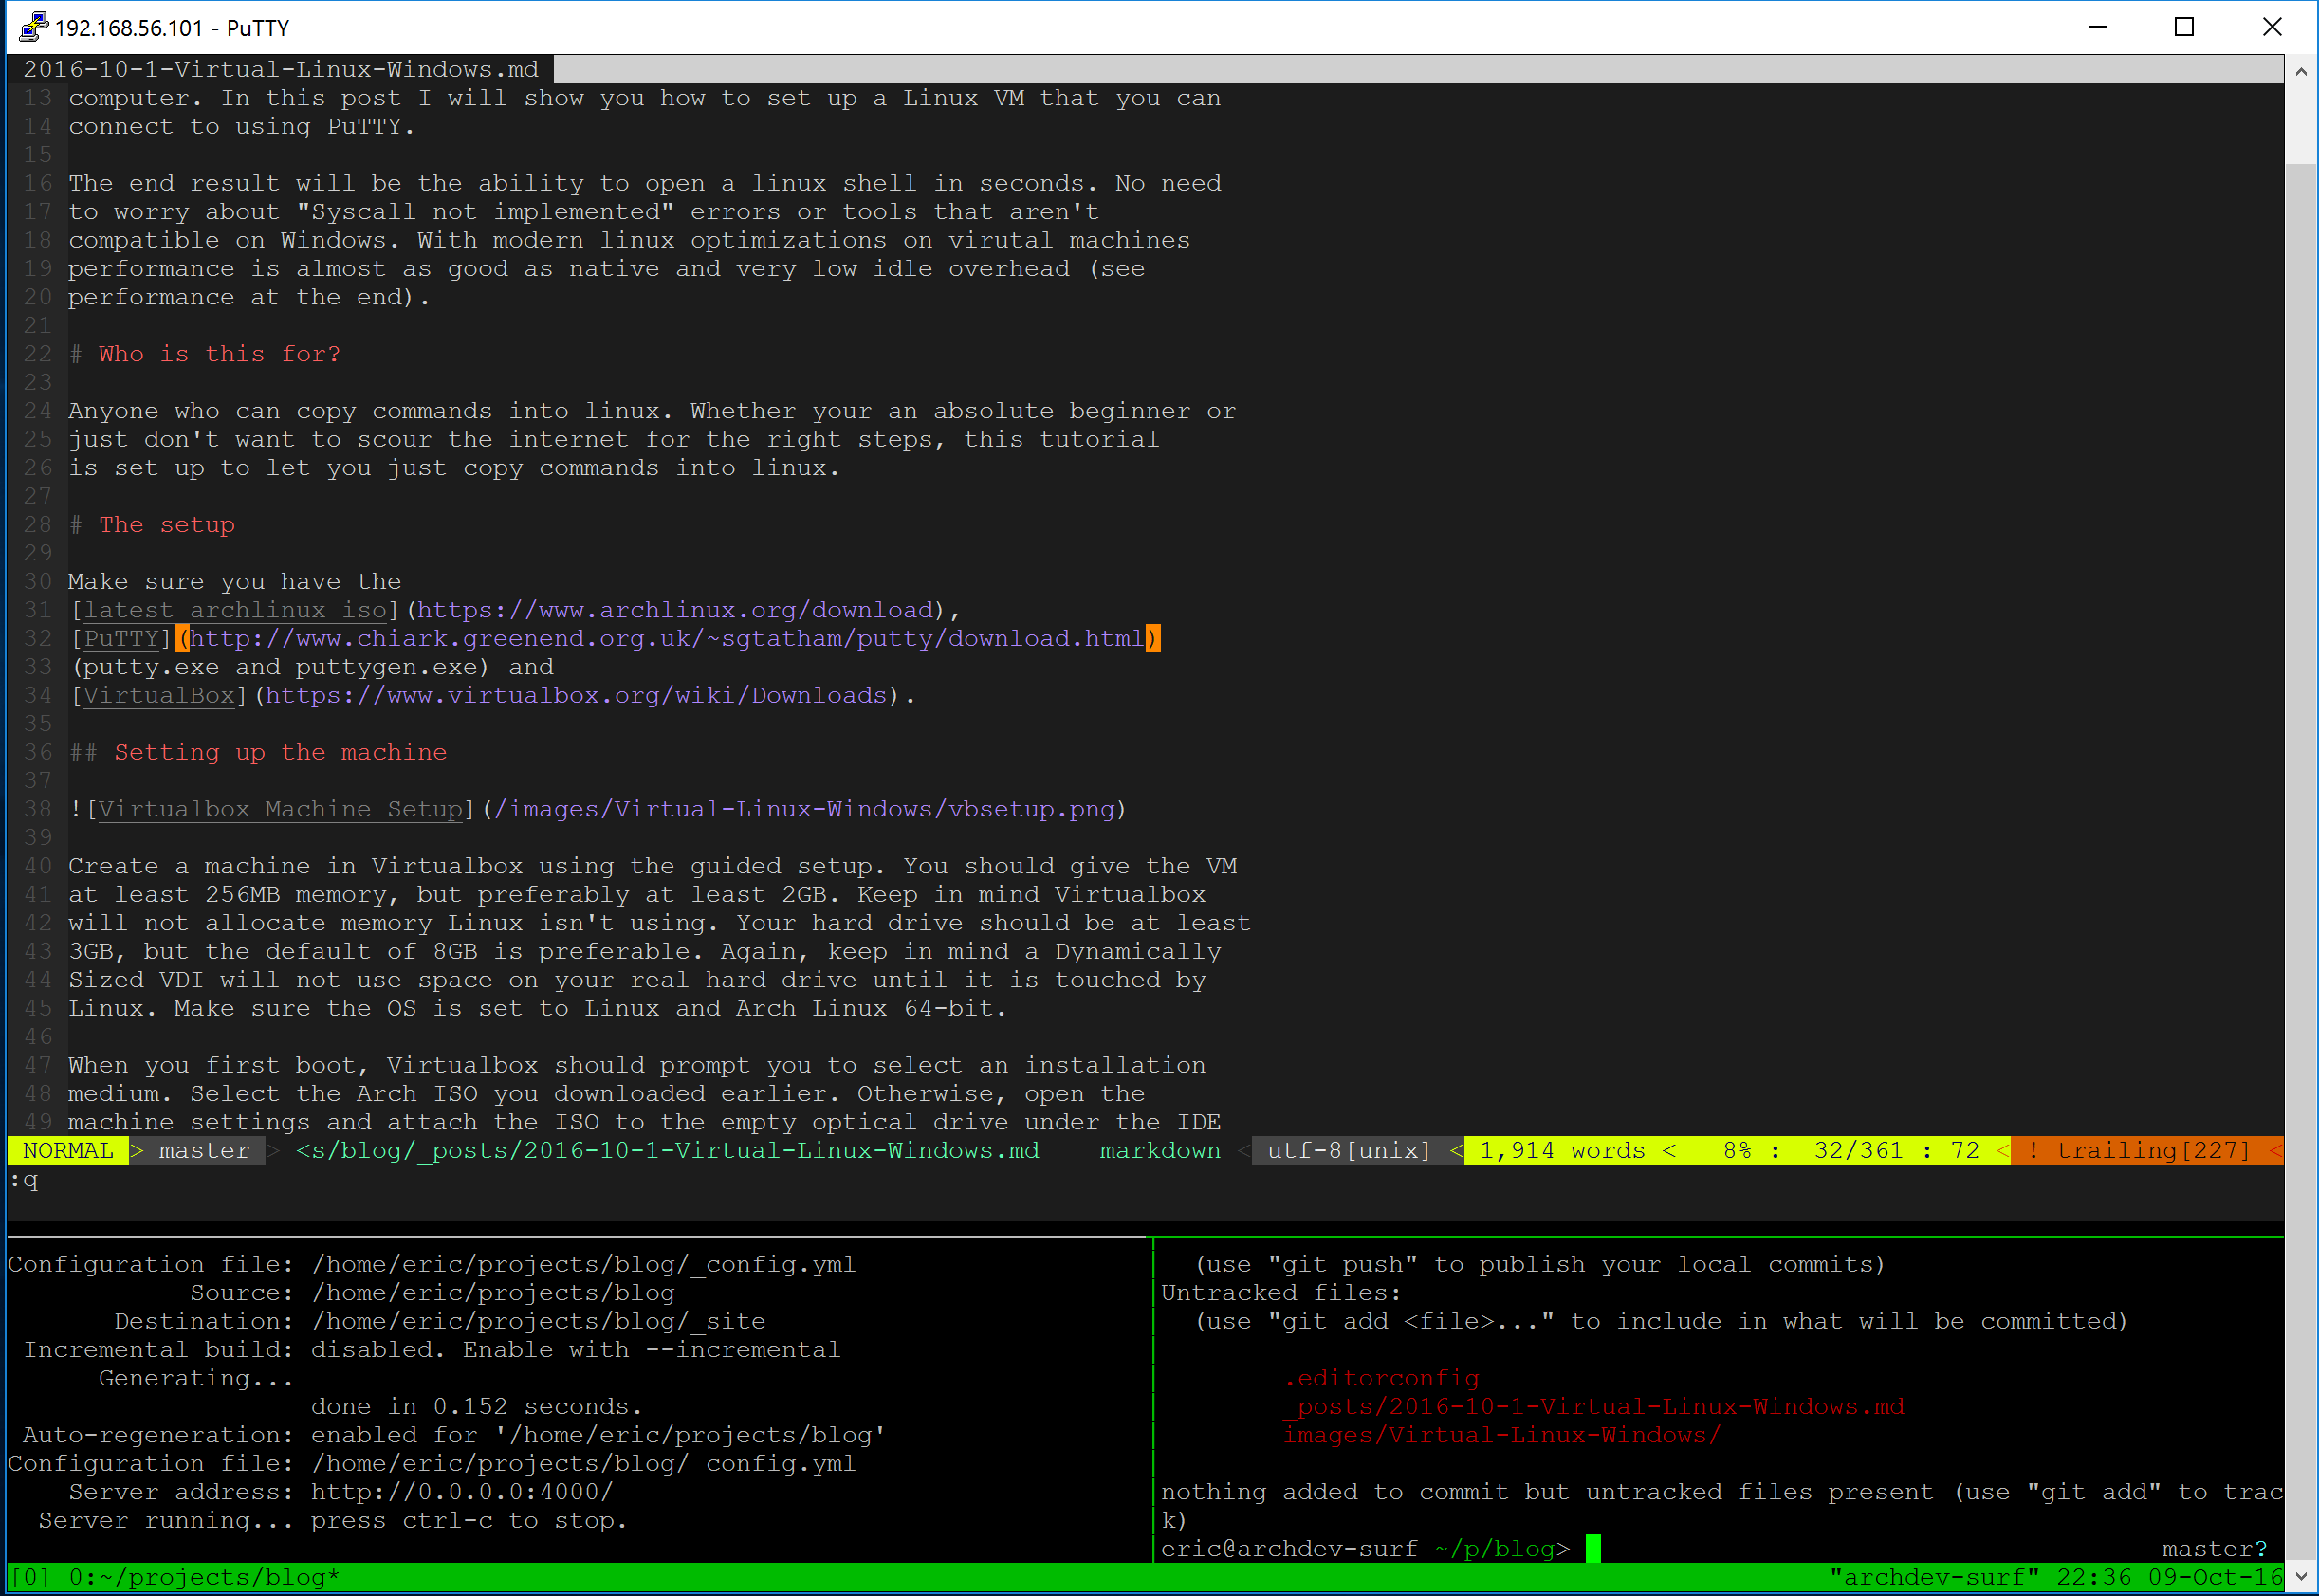 192.168.56.101 - PuTTY
2016-10-1-Virtual-Linux-Windows.md
13 computer. In this post I will show you how to set up a Linux VM that you can
14 connect to using PuTTY.
15
16 The end result will be the ability to open a linux shell in seconds. No need
17 to worry about "Syscall not implemented" errors or tools that aren't
18 compatible on Windows. With modern linux optimizations on virutal machines
19 performance is almost as good as native and very low idle overhead (see
20 performance at the end).
21
22 # Who is this for?
23
24 Anyone who can copy commands into linux. Whether your an absolute beginner or
25 just don't want to scour the internet for the right steps, this tutorial
26 is set up to let you just copy commands into linux.
27
28 # The setup
29
30 Make sure you have the
31 [latest archlinux iso](https://www.archlinux.org/download),
32 [PuTTY](http://www.chiark.greenend.org.uk/~sgtatham/putty/download.html)
33 (putty.exe and puttygen.exe) and
34 [VirtualBox](https://www.virtualbox.org/wiki/Downloads).
35
36 ## Setting up the machine
37
38 ![Virtualbox Machine Setup](/images/Virtual-Linux-Windows/vbsetup.png)
39
40 Create a machine in Virtualbox using the guided setup. You should give the VM
41 at least 256MB memory, but preferably at least 2GB. Keep in mind Virtualbox
42 will not allocate memory Linux isn't using. Your hard drive should be at least
43 3GB, but the default of 8GB is preferable. Again, keep in mind a Dynamically
44 Sized VDI will not use space on your real hard drive until it is touched by
45 Linux. Make sure the OS is set to Linux and Arch Linux 64-bit.
46
47 When you first boot, Virtualbox should prompt you to select an installation
48 medium. Select the Arch ISO you downloaded earlier. Otherwise, open the
49 machine settings and attach the ISO to the empty optical drive under the IDE
NORMAL > master > <s/blog/_posts/2016-10-1-Virtual-Linux-Windows.md markdown < utf-8[unix] < 1,914 words < 8% : 32/361 : 72 < ! trailing[227] <
:q
Configuration file: /home/eric/projects/blog/_config.yml
Source: /home/eric/projects/blog
Destination: /home/eric/projects/blog/_site
Incremental build: disabled. Enable with --incremental
Generating...
done in 0.152 seconds.
Auto-regeneration: enabled for '/home/eric/projects/blog'
Configuration file: /home/eric/projects/blog/_config.yml
Server address: http://0.0.0.0:4000/
Server running... press ctrl-c to stop.
(use "git push" to publish your local commits)
Untracked files:
(use "git add <file>..." to include in what will be committed)
.editorconfig
_posts/2016-10-1-Virtual-Linux-Windows.md
images/Virtual-Linux-Windows/
nothing added to commit but untracked files present (use "git add" to trac
k)
eric@archdev-surf ~/p/blog> master?
[0] 0:~/projects/blog* "archdev-surf" 22:36 09-Oct-16